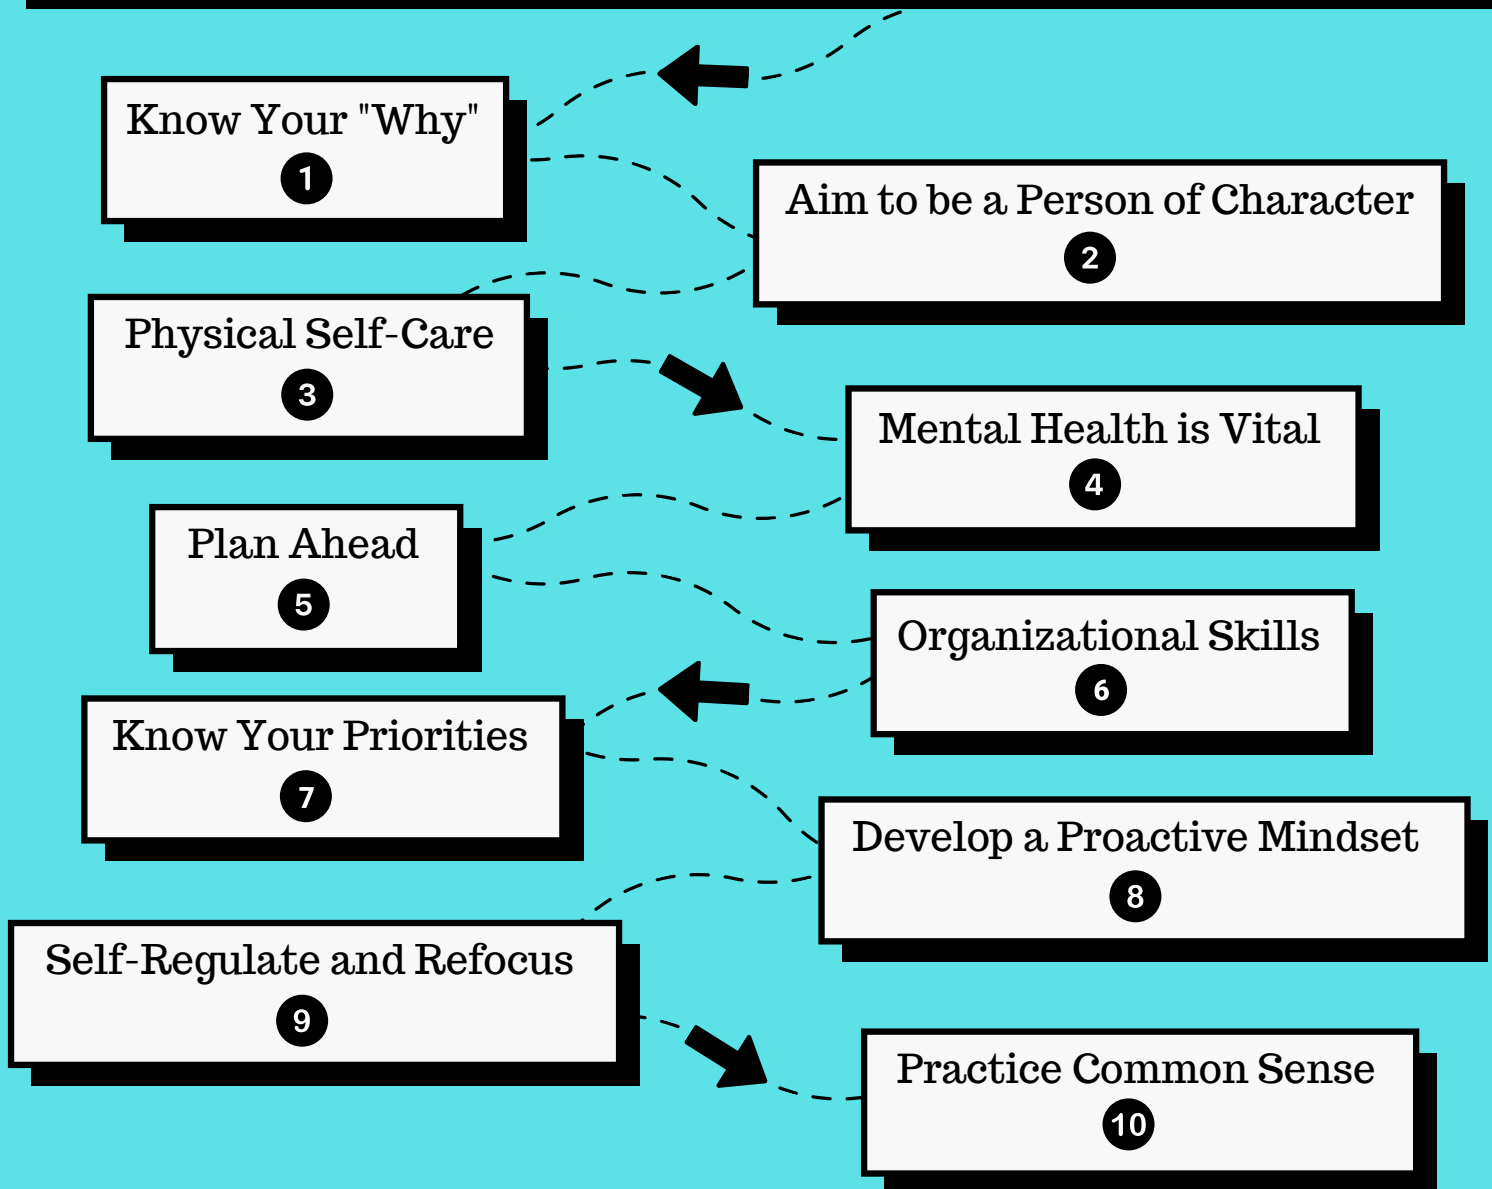 Know Your "Why"
1
Aim to be a Person of Character
2
Physical Self-Care
3
Mental Health is Vital
4
Plan Ahead
5
Organizational Skills
6
Know Your Priorities
7
Develop a Proactive Mindset
8
Self-Regulate and Refocus
9
Practice Common Sense
10